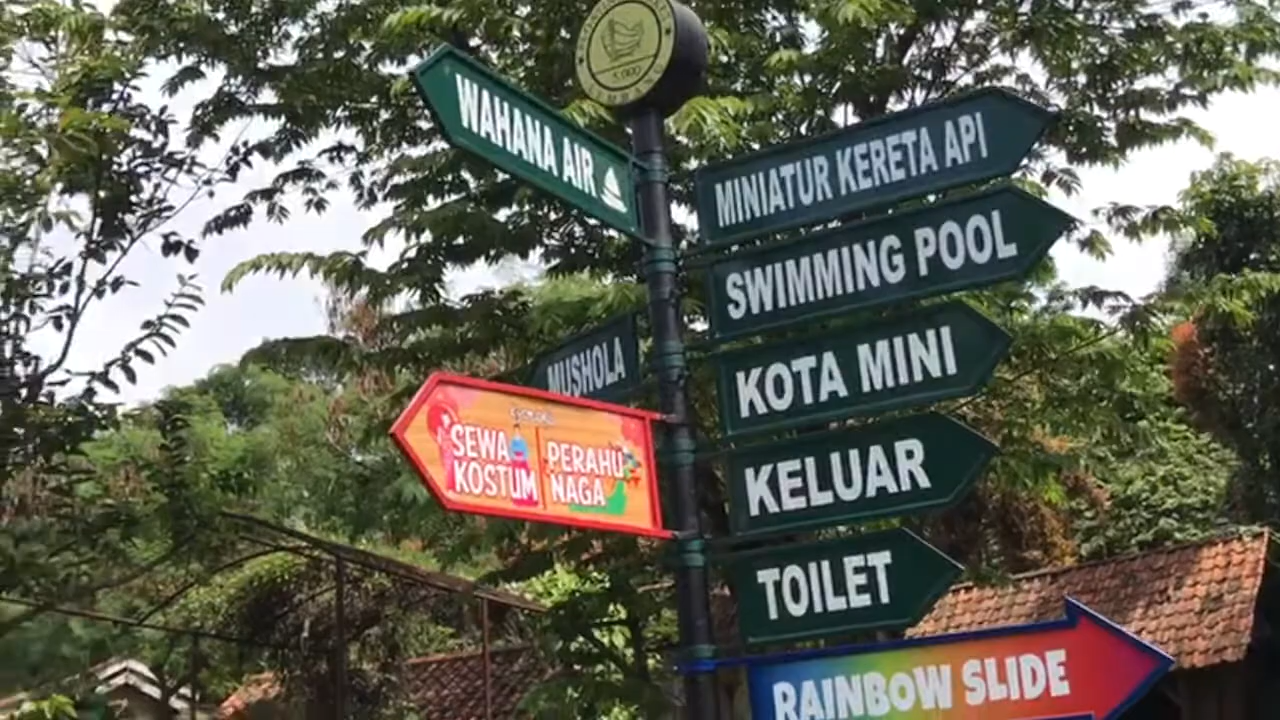 WAHANA AIR
MINIATUR KERETA API
SWIMMING POOL
MUSHOLA
KOTA MINI
SEWA KOSTUM
PERAHU NAGA
KELUAR
TOILET
RAINBOW SLIDE